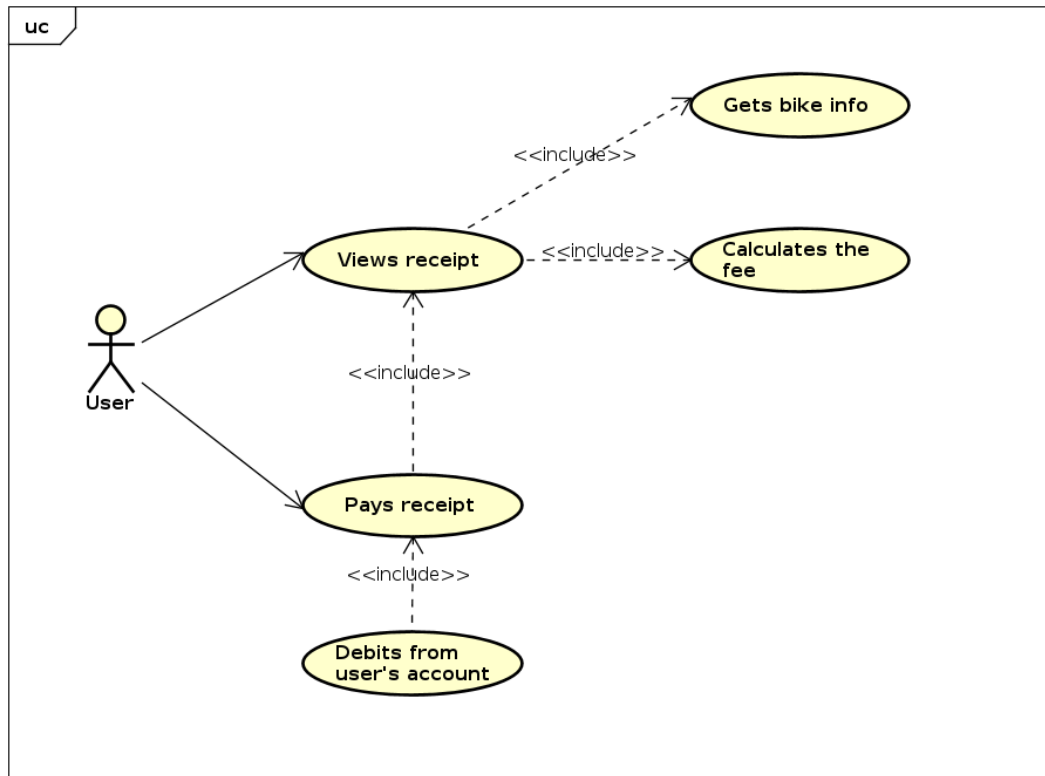 uc
Gets bike info
<<include>>
Views receipt
<<include>>
Calculates the
fee
User
<<include>>
Pays receipt
<<include>>
Debits from
user's account